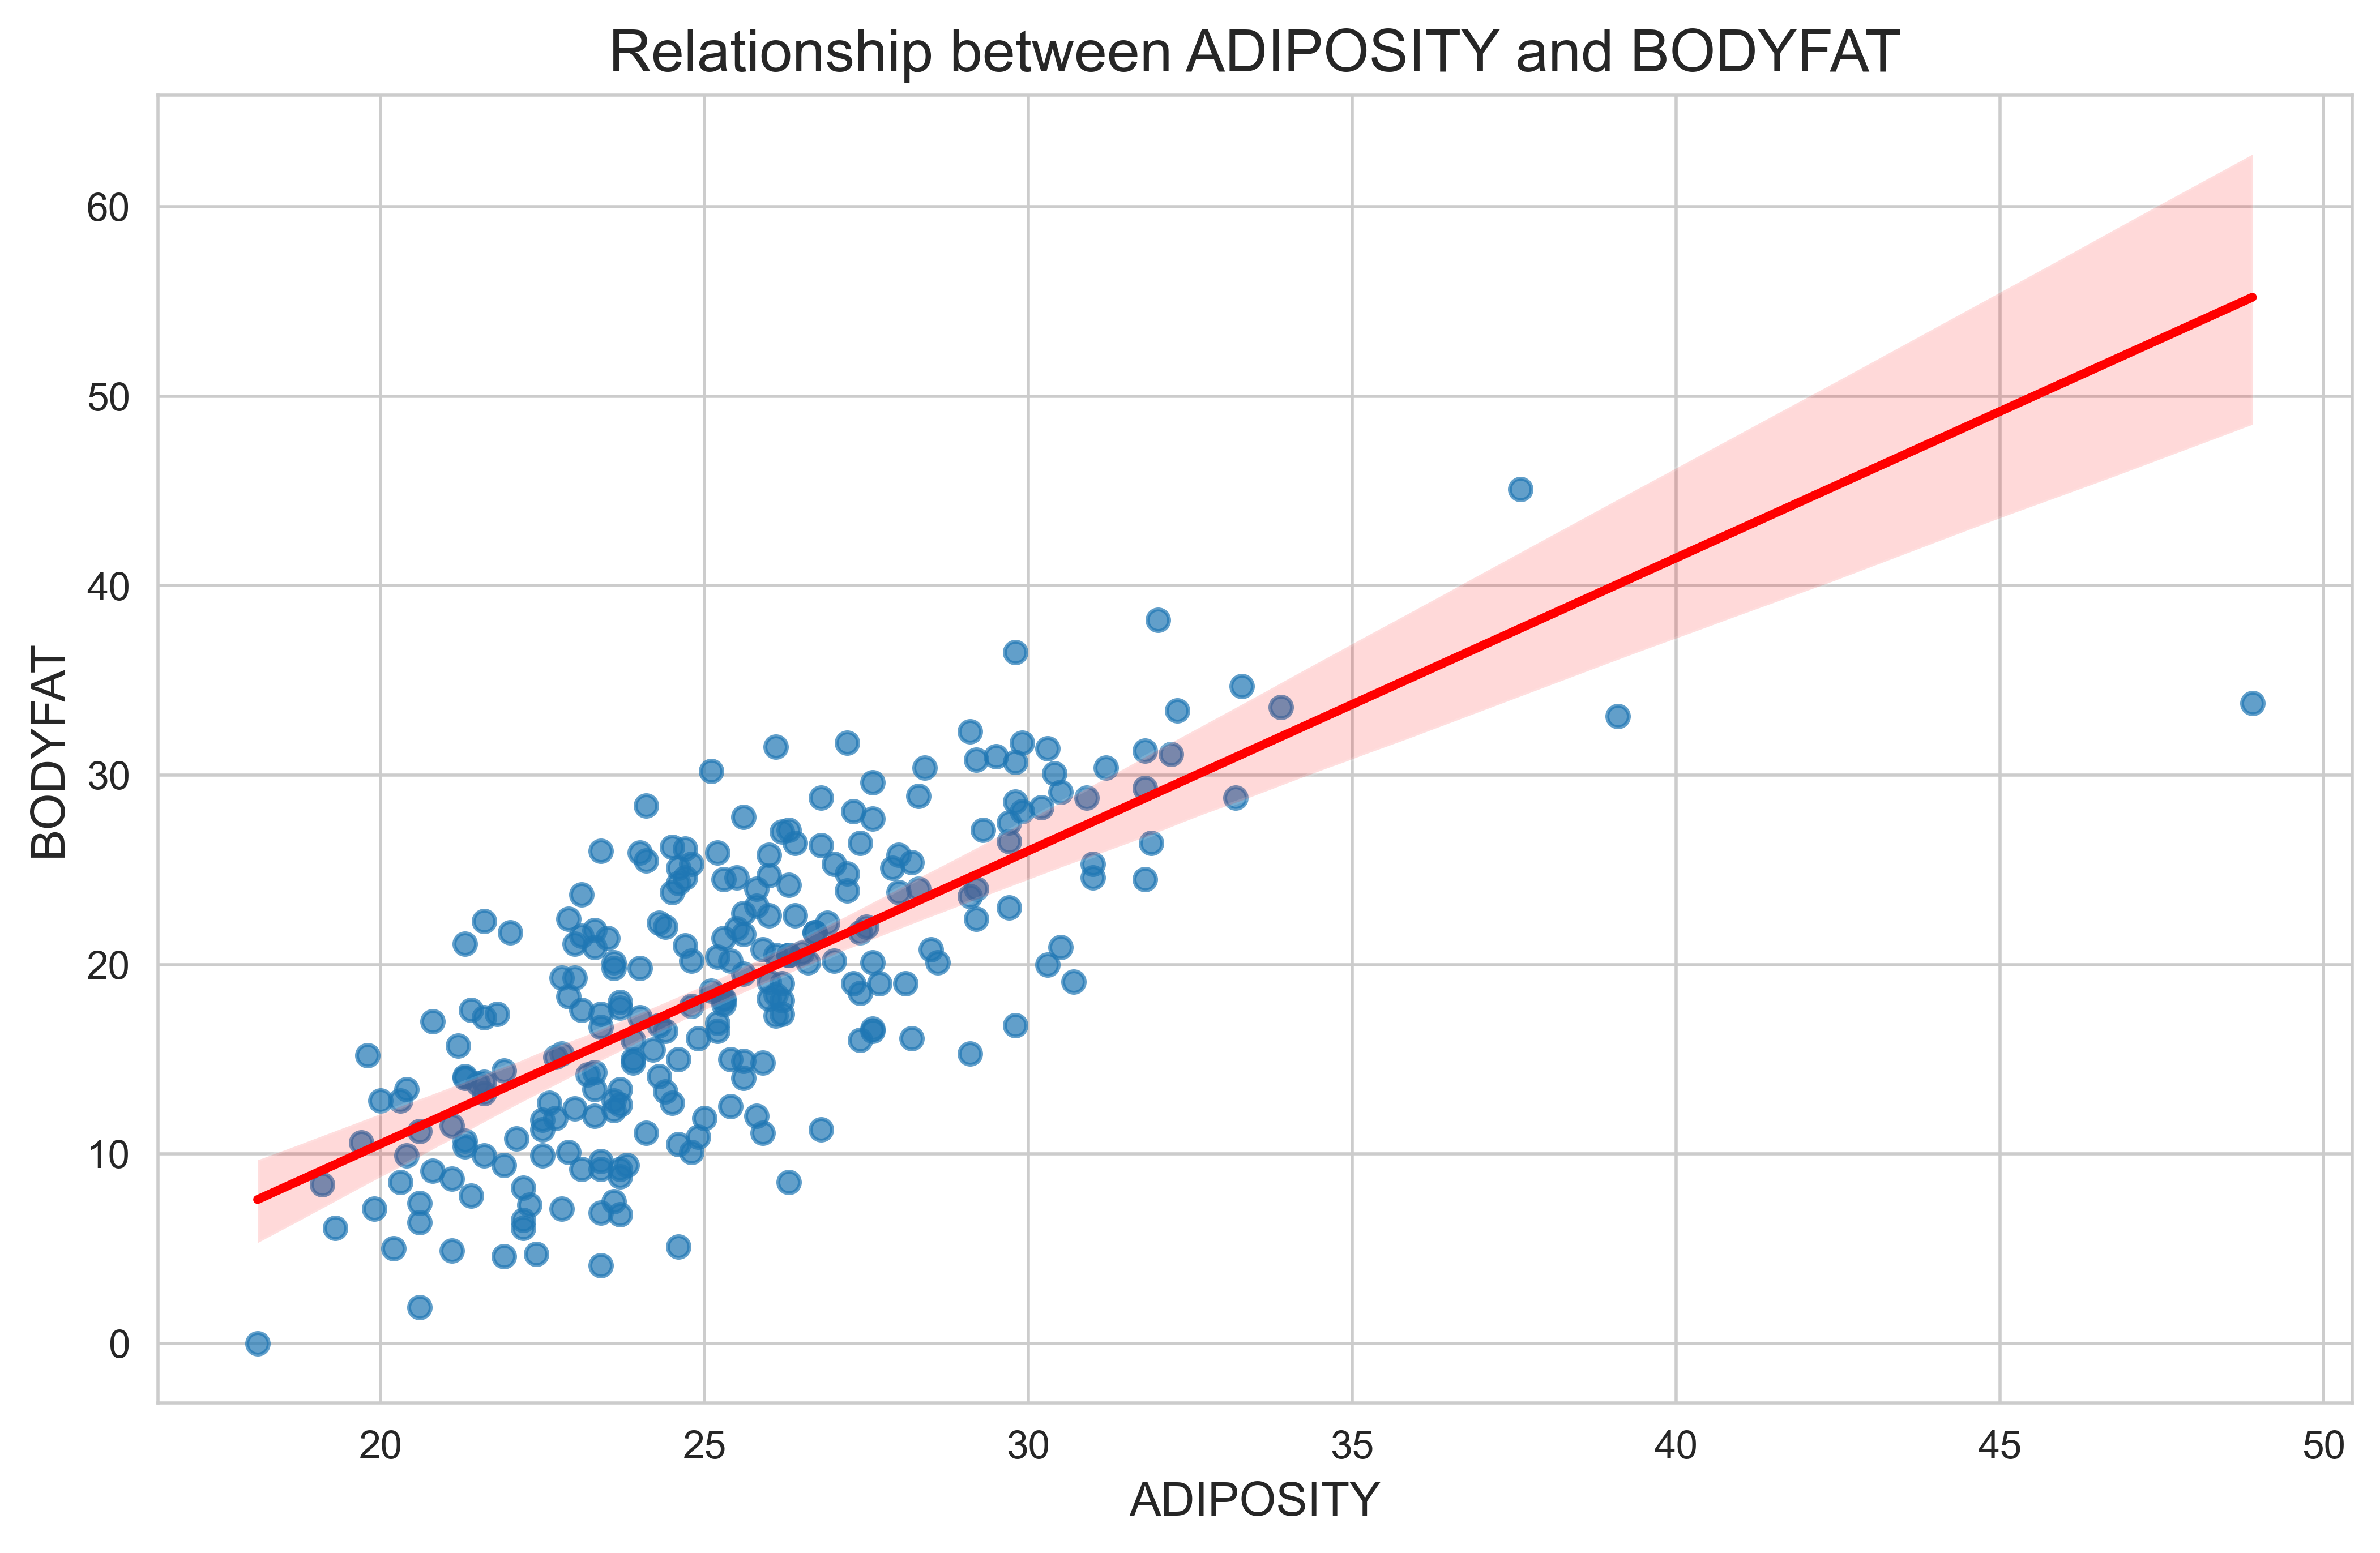 Relationship between ADIPOSITY and BODYFAT
60
50
40
30
20
10
0
BODYFAT
20 25 30 35 40 45 50
ADIPOSITY